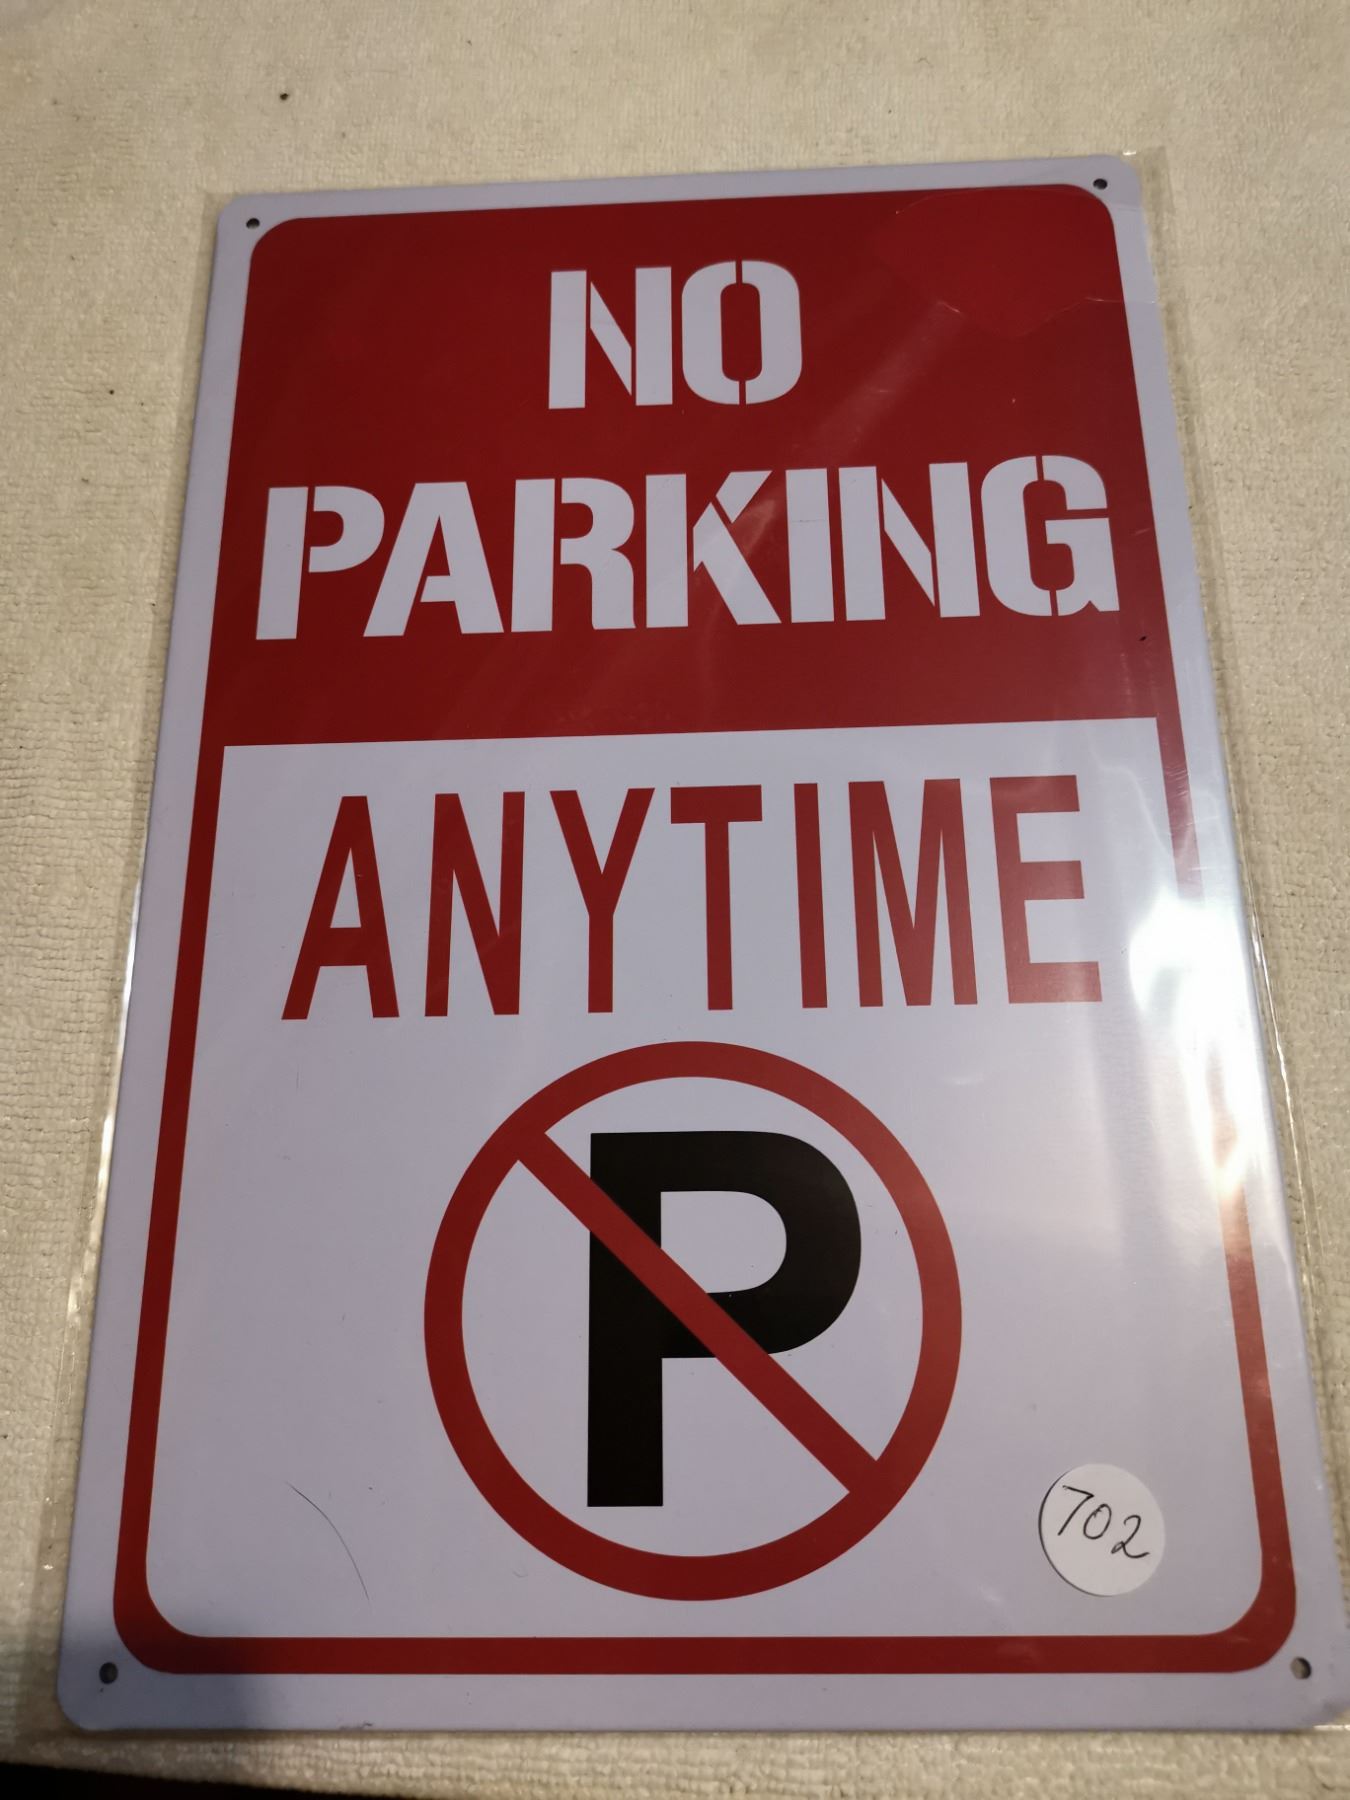 NO
PARKING
ANYTIME
P
702